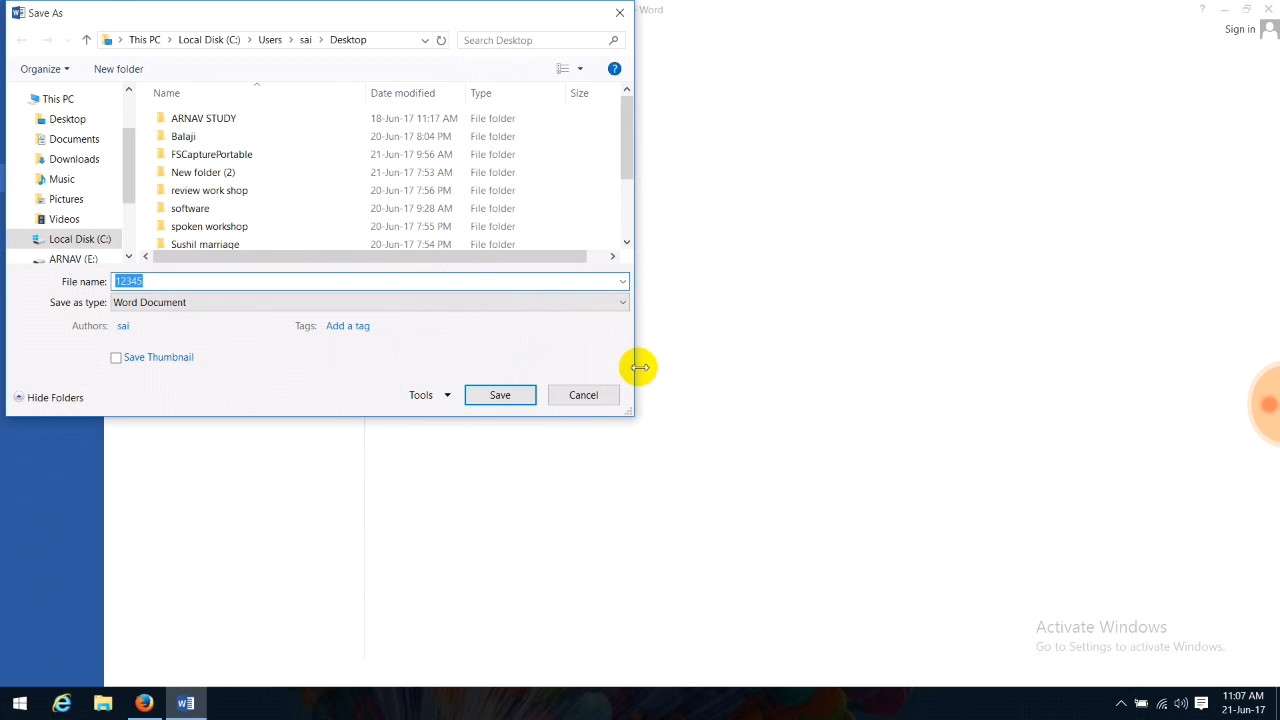 Save As
- Word
Sign in
This PC > Local Disk (C:) > Users > sai > Desktop
Search Desktop
Organize
New folder
Name
Date modified
Type
Size
This PC
Desktop
Documents
Downloads
Music
Pictures
Videos
Local Disk (C:)
ARNAV (E:)
ARNAV STUDY 18-Jun-17 11:17 AM File folder
Balaji 20-Jun-17 8:04 PM File folder
FSCapturePortable 21-Jun-17 9:56 AM File folder
New folder (2) 21-Jun-17 7:53 AM File folder
review work shop 20-Jun-17 7:56 PM File folder
software 20-Jun-17 9:28 AM File folder
spoken workshop 20-Jun-17 7:55 PM File folder
Sushil marriage 20-Jun-17 7:54 PM File folder
File name: 12345
Save as type: Word Document
Authors: sai
Tags: Add a tag
Save Thumbnail
Hide Folders
Tools
Save
Cancel
Activate Windows
Go to Settings to activate Windows.
11:07 AM
21-Jun-17